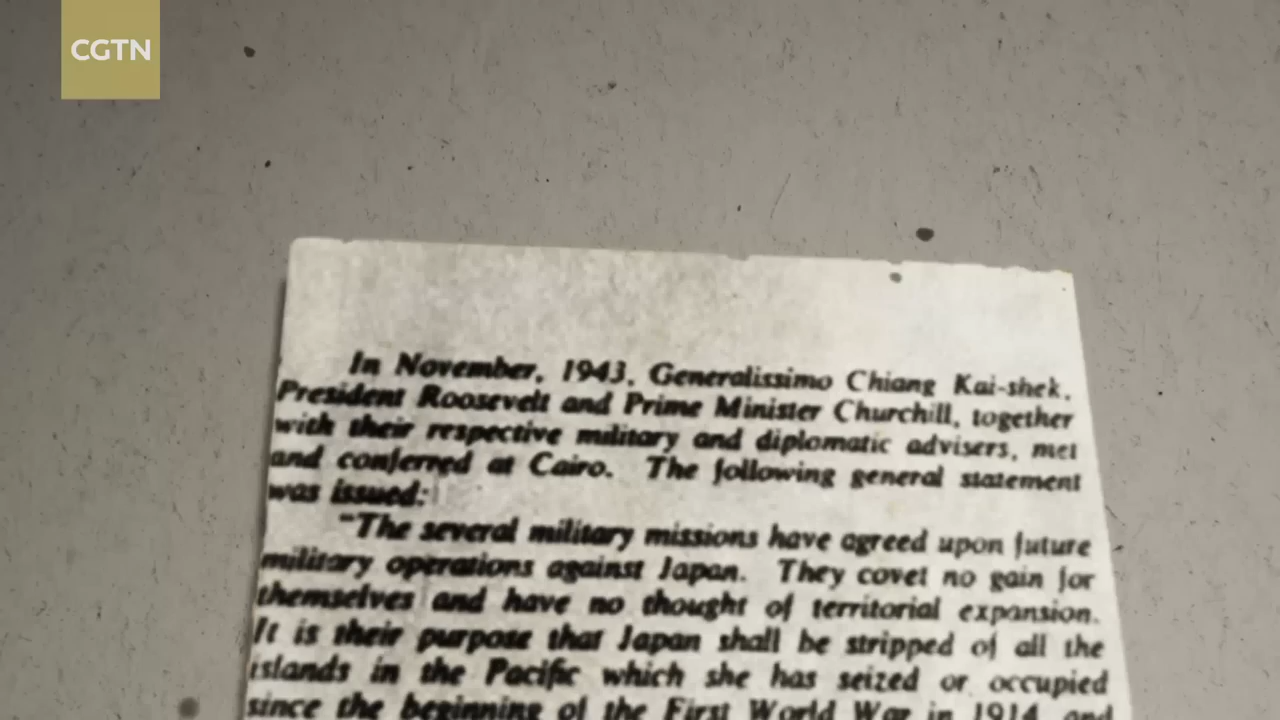 CGTN
In November, 1943, Generalissimo Chiang Kai-shek,
President Roosevelt and Prime Minister Churchill, together
with their respective military and diplomatic advisers, met
and conferred at Cairo. The following general statement
was issued:
"The several military missions have agreed upon future
military operations against Japan. They covet no gain for
themselves and have no thought of territorial expansion.
It is their purpose that Japan shall be stripped of all the
islands in the Pacific which she has seized or occupied
since the beginning of the First World War in 1914, and